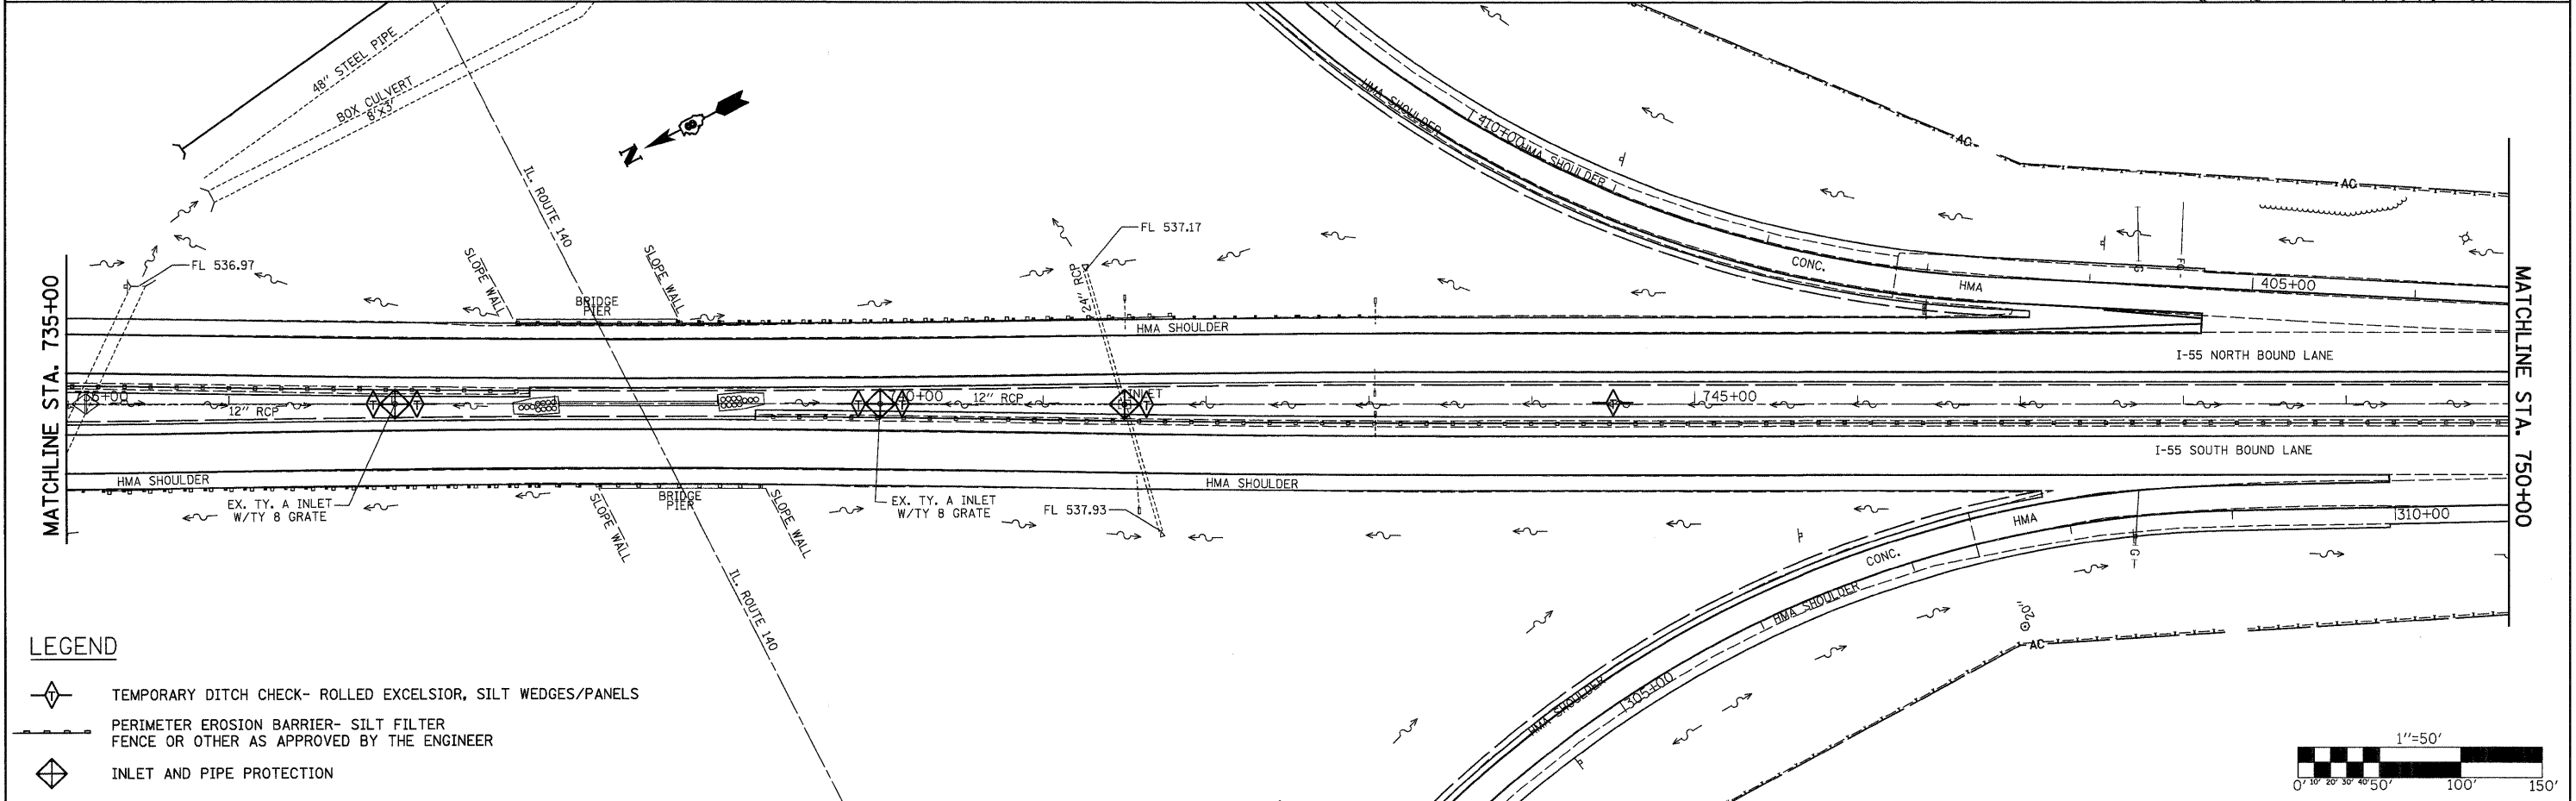 48" STEEL PIPE
BOX CULVERT
8'X3'
N
IL. ROUTE 140
HMA SHOULDER
410+00
HMA SHOULDER
AC
AC
FL 537.17
FL 536.97
24" RCP
SLOPE WALL
SLOPE WALL
BRIDGE
PIER
HMA SHOULDER
CONC.
HMA
G
FO
405+00
MATCHLINE STA. 735+00
MATCHLINE STA. 750+00
I-55 NORTH BOUND LANE
12" RCP
12" RCP
INLET
745+00
I-55 SOUTH BOUND LANE
HMA SHOULDER
HMA SHOULDER
EX. TY. A INLET
W/TY 8 GRATE
SLOPE WALL
BRIDGE
PIER
SLOPE WALL
EX. TY. A INLET
W/TY 8 GRATE
FL 537.93
HMA
310+00
CONC.
G
HMA SHOULDER
20"
AC
IL. ROUTE 140
305+00
HMA SHOULDER
LEGEND
T TEMPORARY DITCH CHECK- ROLLED EXCELSIOR, SILT WEDGES/PANELS
PERIMETER EROSION BARRIER- SILT FILTER
FENCE OR OTHER AS APPROVED BY THE ENGINEER
INLET AND PIPE PROTECTION
1"=50'
0' 10' 20' 30' 40' 50' 100' 150'